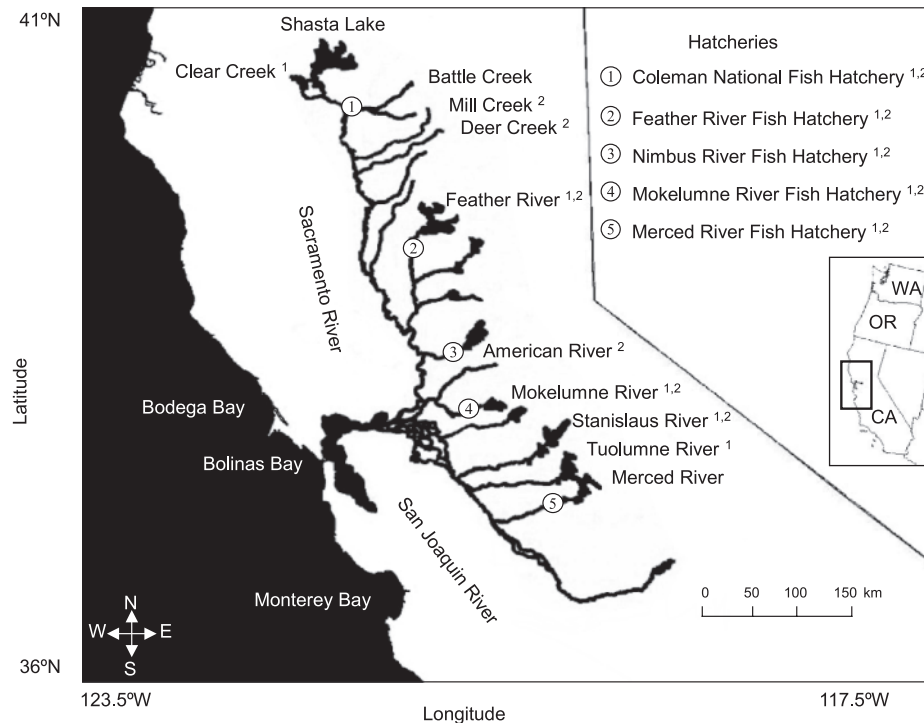 41ºN
Shasta Lake
Clear Creek ¹
Battle Creek
Mill Creek ²
Deer Creek ²
Feather River ¹,²
Sacramento River
American River ²
Mokelumne River ¹,²
Stanislaus River ¹,²
Tuolumne River ¹
Merced River
San Joaquin River
Bodega Bay
Bolinas Bay
Monterey Bay
Hatcheries
① Coleman National Fish Hatchery ¹,²
② Feather River Fish Hatchery ¹,²
③ Nimbus River Fish Hatchery ¹,²
④ Mokelumne River Fish Hatchery ¹,²
⑤ Merced River Fish Hatchery ¹,²
1
2
3
4
5
WA
OR
CA
0 50 100 150 km
N
W E
S
Latitude
36ºN
123.5ºW
117.5ºW
Longitude